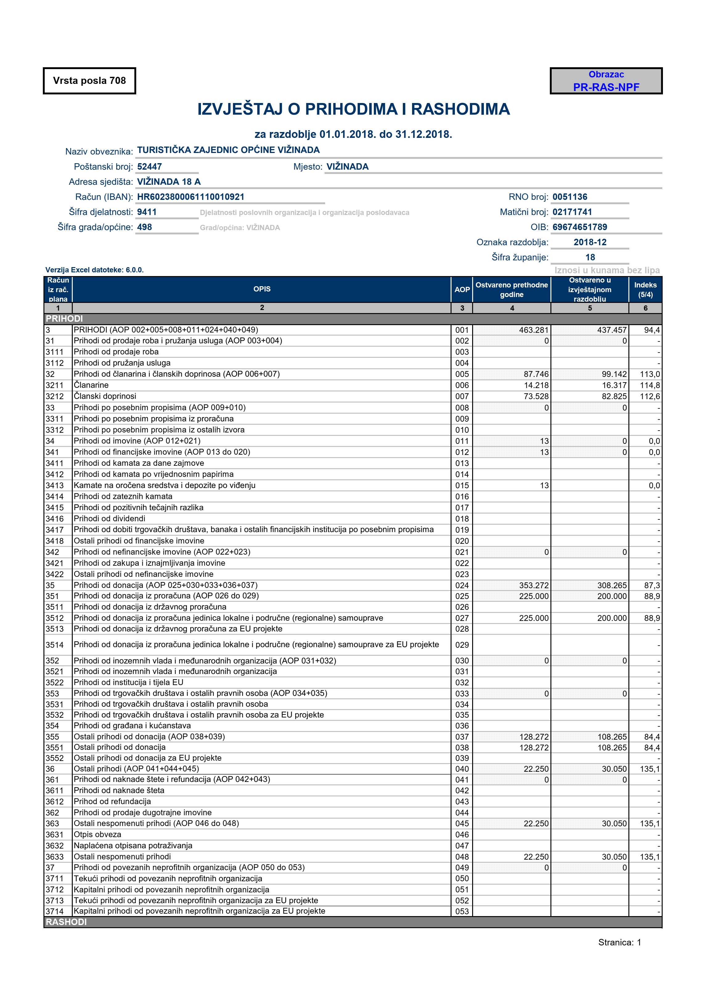 Vrsta posla 708
Obrazac
PR-RAS-NPF
IZVJEŠTAJ O PRIHODIMA I RASHODIMA
za razdoblje 01.01.2018. do 31.12.2018.
Naziv obveznika: TURISTIČKA ZAJEDNIC OPĆINE VIŽINADA
Poštanski broj: 52447 Mjesto: VIŽINADA
Adresa sjedišta: VIŽINADA 18 A
Račun (IBAN): HR6023800061110010921 RNO broj: 0051136
Šifra djelatnosti: 9411 Djelatnosti poslovnih organizacija i organizacija poslodavaca Matični broj: 02171741
Šifra grada/općine: 498 Grad/općina: VIŽINADA OIB: 69674651789
Oznaka razdoblja: 2018-12
Šifra županije: 18
Verzija Excel datoteke: 6.0.0. Iznosi u kunama bez lipa
Račun iz rač. plana OPIS AOP Ostvareno prethodne godine Ostvareno u izvještajnom razdoblju Indeks (5/4)
1 2 3 4 5 6
PRIHODI
3 PRIHODI (AOP 002+005+008+011+024+040+049) 001 463.281 437.457 94,4
31 Prihodi od prodaje roba i pružanja usluga (AOP 003+004) 002 0 0 -
3111 Prihodi od prodaje roba 003 -
3112 Prihodi od pružanja usluga 004 -
32 Prihodi od članarina i članskih doprinosa (AOP 006+007) 005 87.746 99.142 113,0
3211 Članarine 006 14.218 16.317 114,8
3212 Članski doprinosi 007 73.528 82.825 112,6
33 Prihodi po posebnim propisima (AOP 009+010) 008 0 0 -
3311 Prihodi po posebnim propisima iz proračuna 009 -
3312 Prihodi po posebnim propisima iz ostalih izvora 010 -
34 Prihodi od imovine (AOP 012+021) 011 13 0 0,0
341 Prihodi od financijske imovine (AOP 013 do 020) 012 13 0 0,0
3411 Prihodi od kamata za dane zajmove 013 -
3412 Prihodi od kamata po vrijednosnim papirima 014 -
3413 Kamate na oročena sredstva i depozite po viđenju 015 13 0,0
3414 Prihodi od zateznih kamata 016 -
3415 Prihodi od pozitivnih tečajnih razlika 017 -
3416 Prihodi od dividendi 018 -
3417 Prihodi od dobiti trgovačkih društava, banaka i ostalih financijskih institucija po posebnim propisima 019 -
3418 Ostali prihodi od financijske imovine 020 -
342 Prihodi od nefinancijske imovine (AOP 022+023) 021 0 0 -
3421 Prihodi od zakupa i iznajmljivanja imovine 022 -
3422 Ostali prihodi od nefinancijske imovine 023 -
35 Prihodi od donacija (AOP 025+030+033+036+037) 024 353.272 308.265 87,3
351 Prihodi od donacija iz proračuna (AOP 026 do 029) 025 225.000 200.000 88,9
3511 Prihodi od donacija iz državnog proračuna 026 -
3512 Prihodi od donacija iz proračuna jedinica lokalne i područne (regionalne) samouprave 027 225.000 200.000 88,9
3513 Prihodi od donacija iz državnog proračuna za EU projekte 028 -
3514 Prihodi od donacija iz proračuna jedinica lokalne i područne (regionalne) samouprave za EU projekte 029 -
352 Prihodi od inozemnih vlada i međunarodnih organizacija (AOP 031+032) 030 0 0 -
3521 Prihodi od inozemnih vlada i međunarodnih organizacija 031 -
3522 Prihodi od institucija i tijela EU 032 -
353 Prihodi od trgovačkih društava i ostalih pravnih osoba (AOP 034+035) 033 0 0 -
3531 Prihodi od trgovačkih društava i ostalih pravnih osoba 034 -
3532 Prihodi od trgovačkih društava i ostalih pravnih osoba za EU projekte 035 -
354 Prihodi od građana i kućanstava 036 -
355 Ostali prihodi od donacija (AOP 038+039) 037 128.272 108.265 84,4
3551 Ostali prihodi od donacija 038 128.272 108.265 84,4
3552 Ostali prihodi od donacija za EU projekte 039 -
36 Ostali prihodi (AOP 041+044+045) 040 22.250 30.050 135,1
361 Prihodi od naknade štete i refundacija (AOP 042+043) 041 0 0 -
3611 Prihodi od naknade šteta 042 -
3612 Prihod od refundacija 043 -
362 Prihodi od prodaje dugotrajne imovine 044 -
363 Ostali nespomenuti prihodi (AOP 046 do 048) 045 22.250 30.050 135,1
3631 Otpis obveza 046 -
3632 Naplaćena otpisana potraživanja 047 -
3633 Ostali nespomenuti prihodi 048 22.250 30.050 135,1
37 Prihodi od povezanih neprofitnih organizacija (AOP 050 do 053) 049 0 0 -
3711 Tekući prihodi od povezanih neprofitnih organizacija 050 -
3712 Kapitalni prihodi od povezanih neprofitnih organizacija 051 -
3713 Tekući prihodi od povezanih neprofitnih organizacija za EU projekte 052 -
3714 Kapitalni prihodi od povezanih neprofitnih organizacija za EU projekte 053 -
RASHODI
Stranica: 1